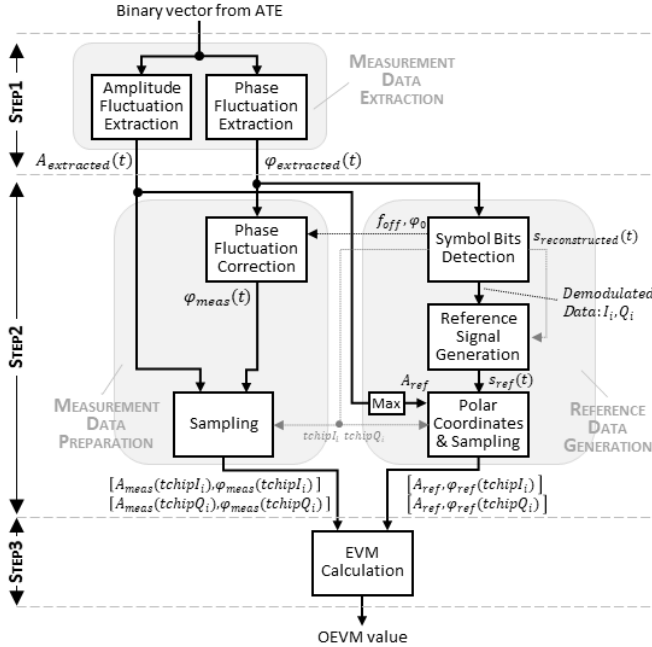 Binary vector from ATE
STEP1
MEASUREMENT
DATA
EXTRACTION
Amplitude
Fluctuation
Extraction
Phase
Fluctuation
Extraction
A_extracted(t)
φ_extracted(t)
STEP2
Phase
Fluctuation
Correction
f_off, φ_0
Symbol Bits
Detection
s_reconstructed(t)
φ_meas(t)
Demodulated
Data: I_i, Q_i
Reference
Signal
Generation
MEASUREMENT
DATA
PREPARATION
Sampling
Max
A_ref
s_ref(t)
Polar
Coordinates
& Sampling
REFERENCE
DATA
GENERATION
tchipI_i tchipQ_i
[A_meas(tchipI_i),φ_meas(tchipI_i)]
[A_meas(tchipQ_i),φ_meas(tchipQ_i)]
[A_ref,φ_ref(tchipI_i)]
[A_ref,φ_ref(tchipQ_i)]
STEP3
EVM
Calculation
OEVM value